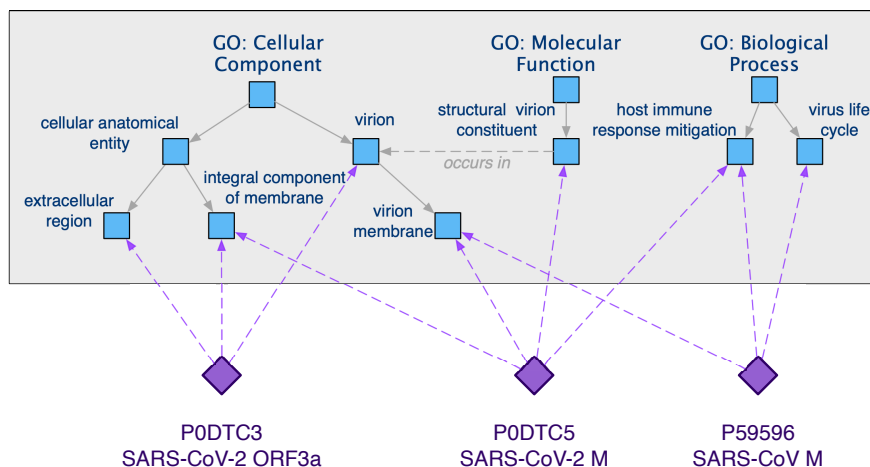 GO: Cellular
Component
GO: Molecular
Function
GO: Biological
Process
cellular anatomical
entity
virion
structural virion
constituent
host immune
response mitigation
virus life
cycle
occurs in
extracellular
region
integral component
of membrane
virion
membrane
P0DTC3
SARS-CoV-2 ORF3a
P0DTC5
SARS-CoV-2 M
P59596
SARS-CoV M